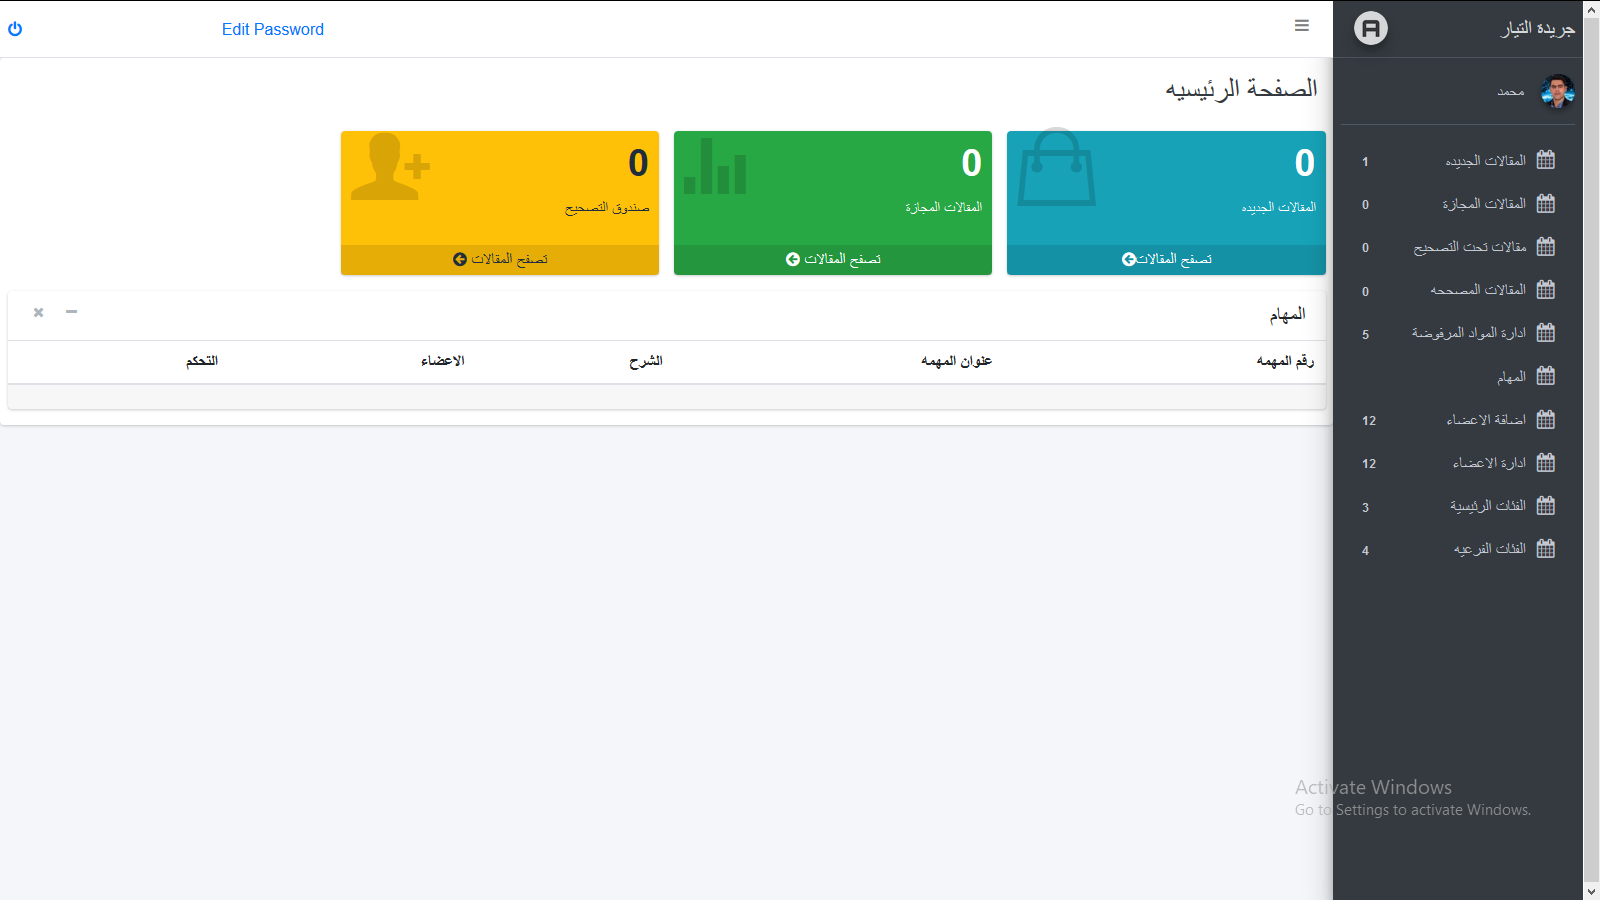 جريدة التيار
محمد
المقالات الجديده 1
المقالات المجازة 0
مقالات تحت التصحيح 0
المقالات المصححه 0
ادارة المواد المرفوضة 5
المهام
اضافة الاعضاء 12
ادارة الاعضاء 12
الفئات الرئيسية 3
الفئات الفرعيه 4
Edit Password
الصفحة الرئيسيه
0
المقالات الجديده
تصفح المقالات
0
المقالات المجازة
تصفح المقالات
0
صندوق التصحيح
تصفح المقالات
المهام
رقم المهمه عنوان المهمه الشرح الاعضاء التحكم
Activate Windows
Go to Settings to activate Windows.